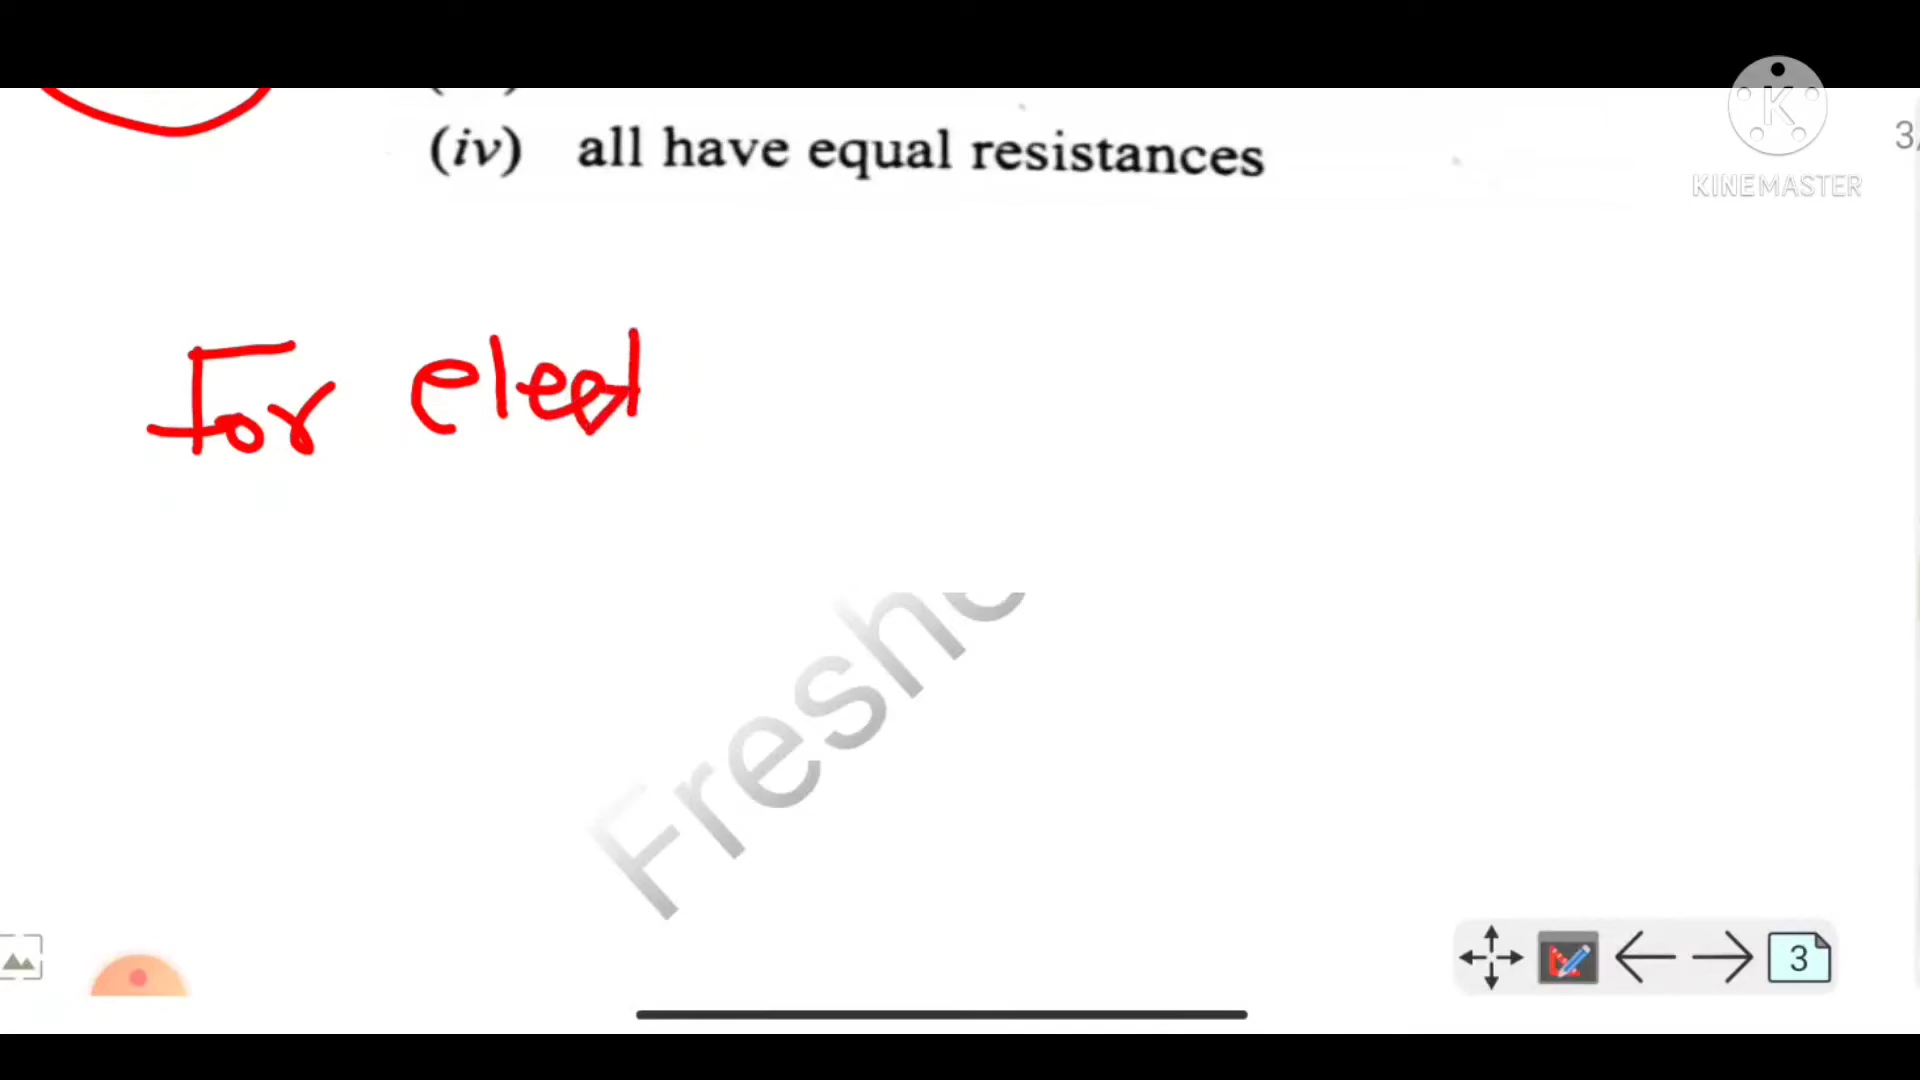 (iv) all have equal resistances
K
KINEMASTER
3
For elect
Fresh
3